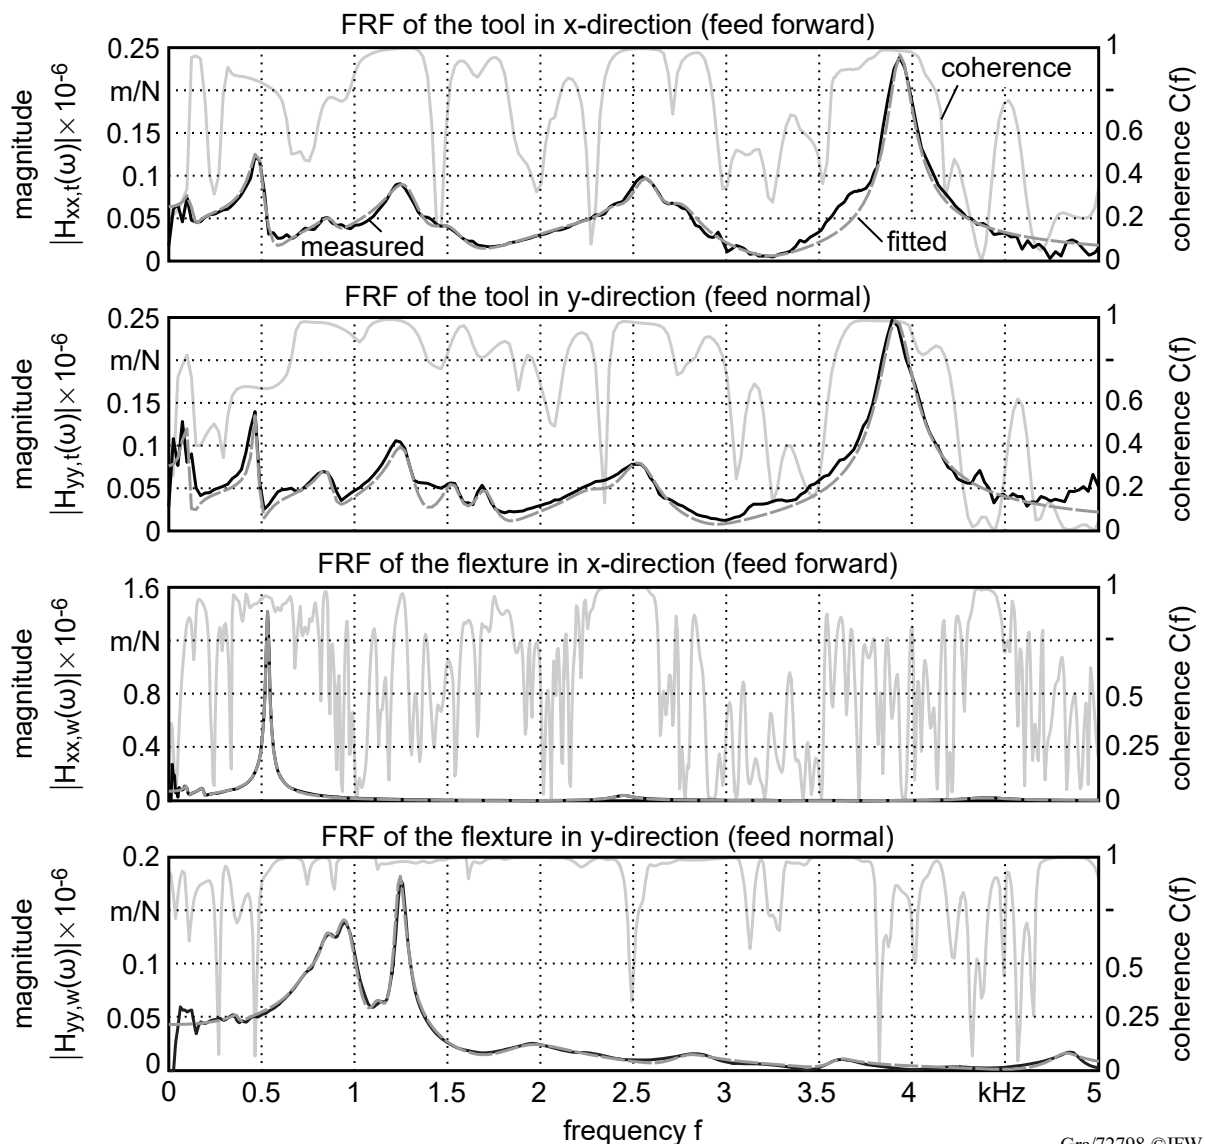 FRF of the tool in x-direction (feed forward)
magnitude
|Hxx,t(ω)|× 10-6
0.25
m/N
0.15
0.1
0.05
0
coherence
measured
fitted
1
-
0.6
0.4
0.2
0
coherence C(f)
FRF of the tool in y-direction (feed normal)
magnitude
|Hyy,t(ω)|× 10-6
0.25
m/N
0.15
0.1
0.05
0
1
-
0.6
0.4
0.2
0
coherence C(f)
FRF of the flexture in x-direction (feed forward)
magnitude
|Hxx,w(ω)|× 10-6
1.6
m/N
0.8
0.4
0
1
-
0.5
0.25
0
coherence C(f)
FRF of the flexture in y-direction (feed normal)
magnitude
|Hyy,w(ω)|× 10-6
0.2
m/N
0.1
0.05
0
1
-
0.5
0.25
0
coherence C(f)
0 0.5 1 1.5 2 2.5 3 3.5 4 kHz 5
frequency f